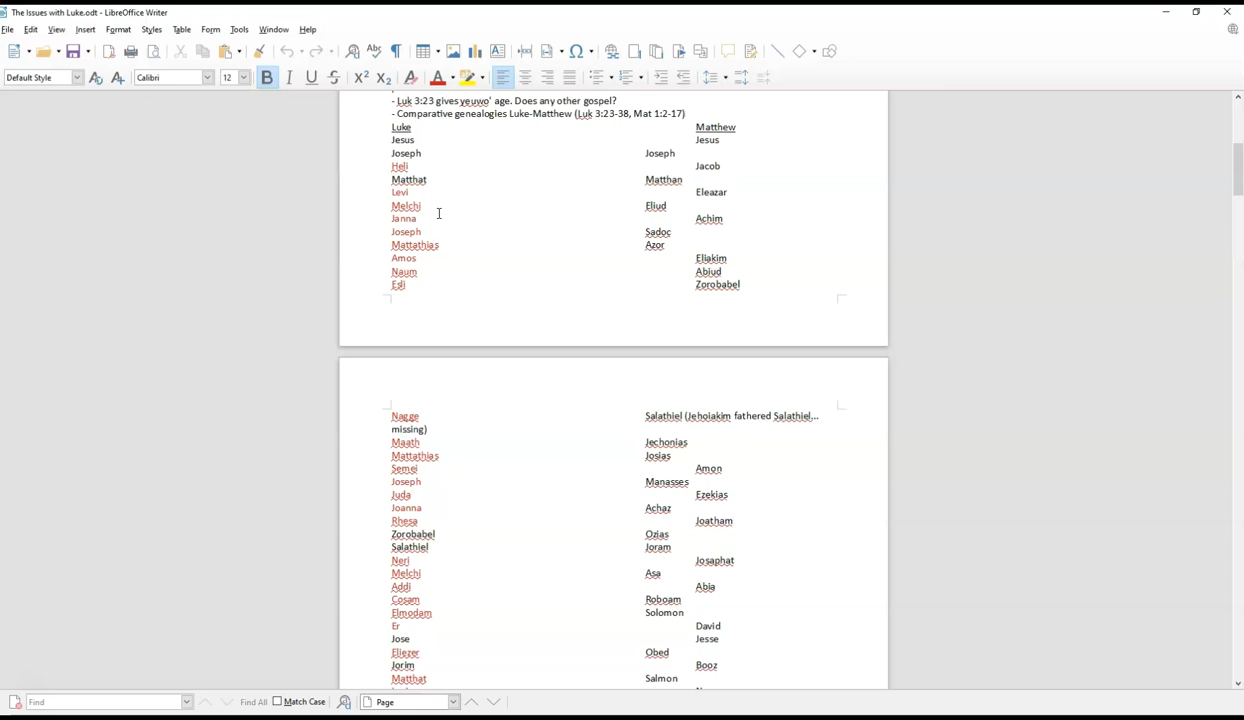 The Issues with Luke.odt - LibreOffice Writer
File Edit View Insert Format Styles Table Form Tools Window Help
Default Style Calibri 12
- Luk 3:23 gives yeuwo' age. Does any other gospel?
- Comparative genealogies Luke-Matthew (Luk 3:23-38, Mat 1:2-17)
Luke Matthew
Jesus Jesus
Joseph Joseph
Heli Jacob
Matthat Matthan
Levi Eleazar
Melchi Eliud
Janna Achim
Joseph Sadoc
Mattathias Azor
Amos Eliakim
Naum Abiud
Esli Zorobabel
Nagge Salathiel (Jehoiakim fathered Salathiel...
missing)
Maath Jechonias
Mattathias Josias
Semei Amon
Joseph Manasses
Juda Ezekias
Joanna Achaz
Rhesa Joatham
Zorobabel Ozias
Salathiel Joram
Neri Josaphat
Melchi Asa
Addi Abia
Cosam Roboam
Elmodam Solomon
Er David
Jose Jesse
Eliezer Obed
Jorim Booz
Matthat Salmon
Find Find All Match Case Page